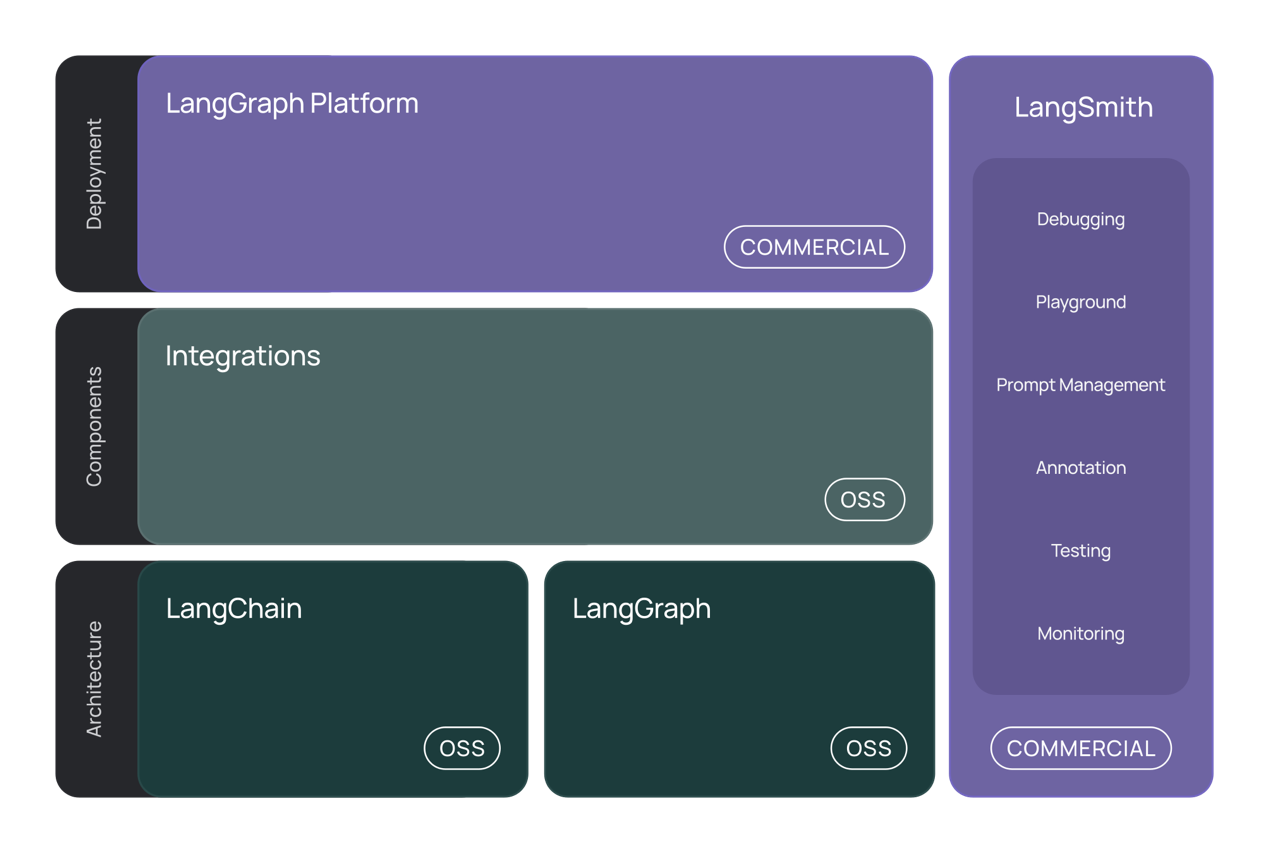 Deployment
LangGraph Platform
COMMERCIAL
Components
Integrations
OSS
Architecture
LangChain
OSS
LangGraph
OSS
LangSmith
Debugging
Playground
Prompt Management
Annotation
Testing
Monitoring
COMMERCIAL